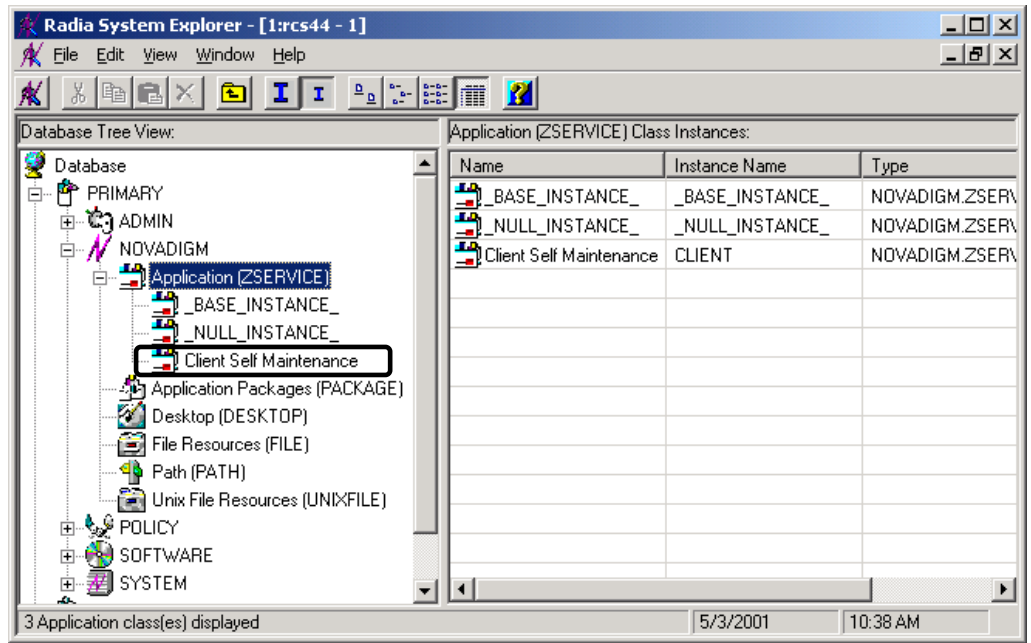 Radia System Explorer - [1:rcs44 - 1]
File Edit View Window Help
Database Tree View:
Database
PRIMARY
ADMIN
NOVADIGM
Application (ZSERVICE)
_BASE_INSTANCE_
_NULL_INSTANCE_
Client Self Maintenance
Application Packages (PACKAGE)
Desktop (DESKTOP)
File Resources (FILE)
Path (PATH)
Unix File Resources (UNIXFILE)
POLICY
SOFTWARE
SYSTEM
Application (ZSERVICE) Class Instances:
Name Instance Name Type
_BASE_INSTANCE_ _BASE_INSTANCE_ NOVADIGM.ZSERV
_NULL_INSTANCE_ _NULL_INSTANCE_ NOVADIGM.ZSERV
Client Self Maintenance CLIENT NOVADIGM.ZSERV
3 Application class(es) displayed 5/3/2001 10:38 AM